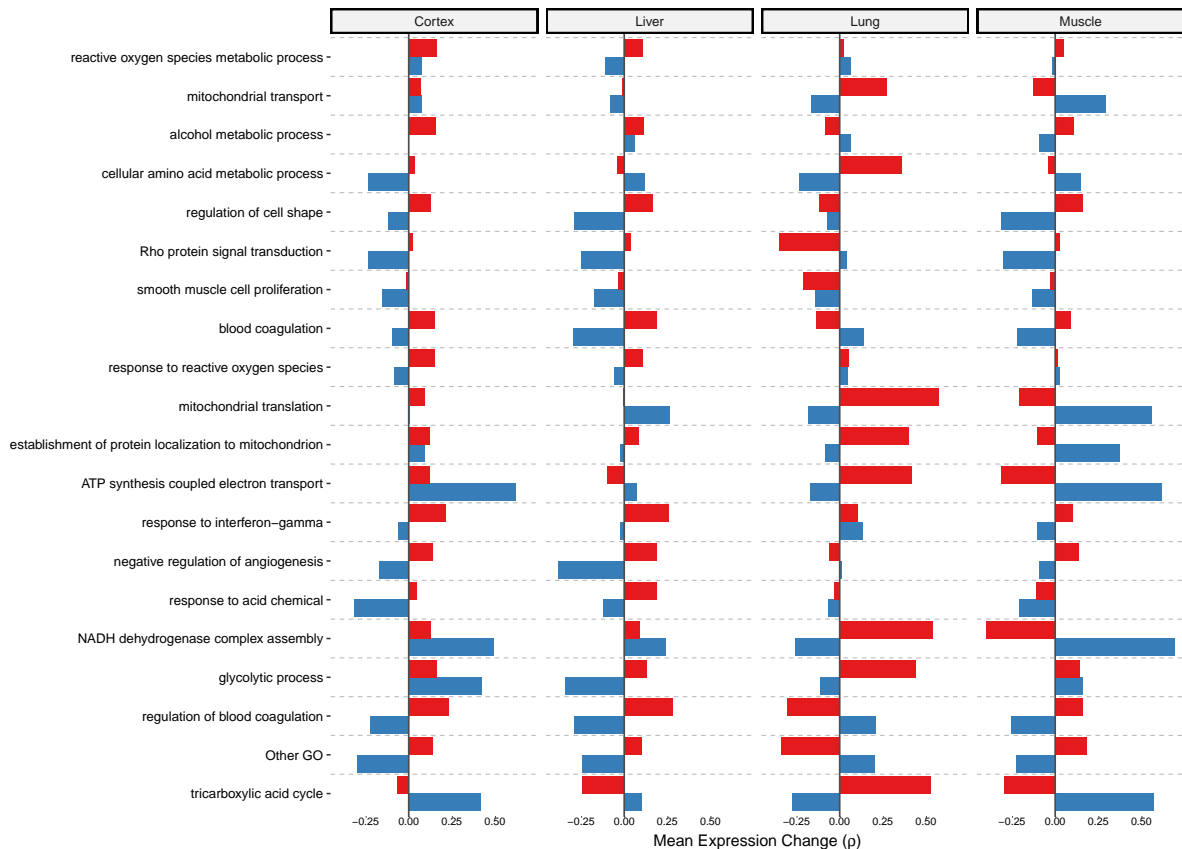 Cortex Liver Lung Muscle
reactive oxygen species metabolic process
mitochondrial transport
alcohol metabolic process
cellular amino acid metabolic process
regulation of cell shape
Rho protein signal transduction
smooth muscle cell proliferation
blood coagulation
response to reactive oxygen species
mitochondrial translation
establishment of protein localization to mitochondrion
ATP synthesis coupled electron transport
response to interferon−gamma
negative regulation of angiogenesis
response to acid chemical
NADH dehydrogenase complex assembly
glycolytic process
regulation of blood coagulation
Other GO
tricarboxylic acid cycle
−0.25 0.00 0.25 0.50 −0.25 0.00 0.25 0.50 −0.25 0.00 0.25 0.50 −0.25 0.00 0.25 0.50
Mean Expression Change (ρ)